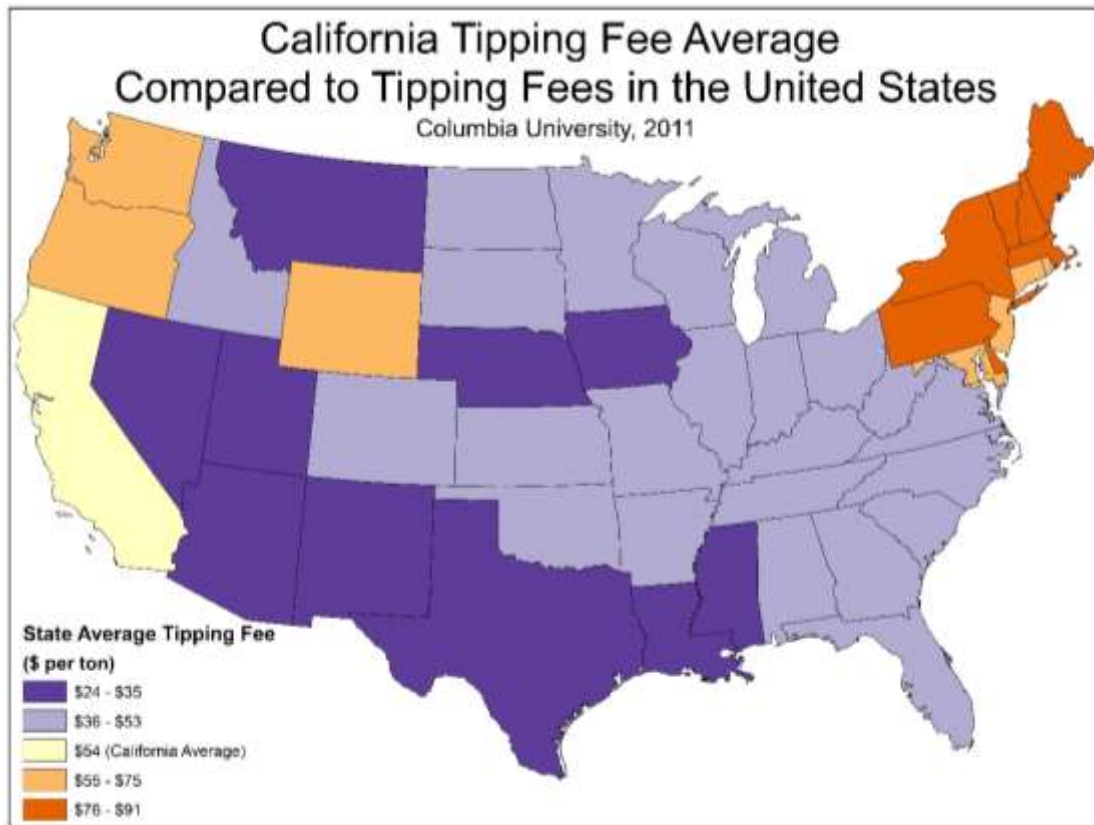 California Tipping Fee Average
Compared to Tipping Fees in the United States
Columbia University, 2011
State Average Tipping Fee
($ per ton)
$24 - $35
$36 - $53
$54 (California Average)
$55 - $75
$76 - $91